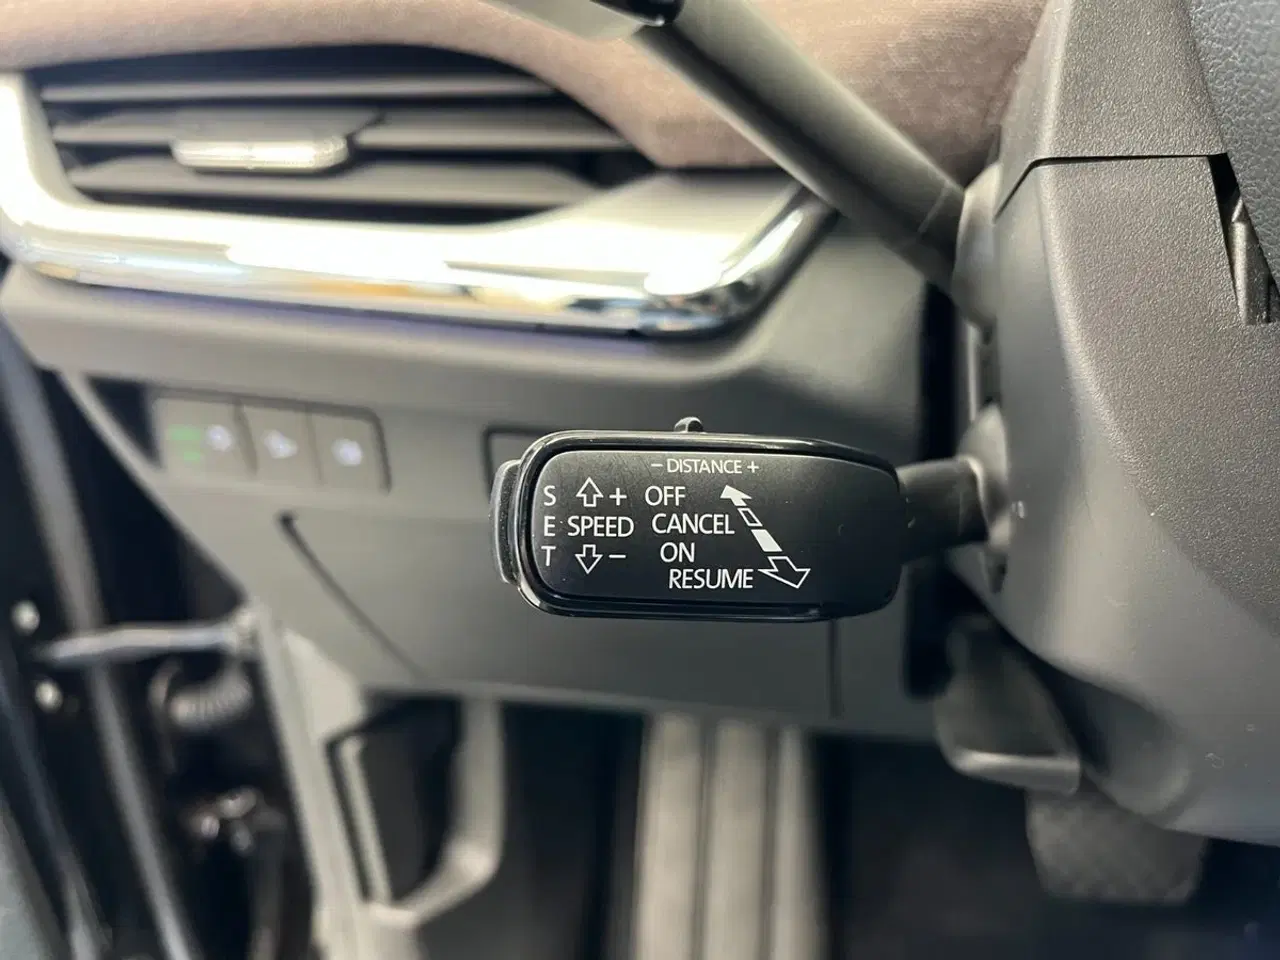 − DISTANCE +
S + OFF
E SPEED CANCEL
T − ON
RESUME